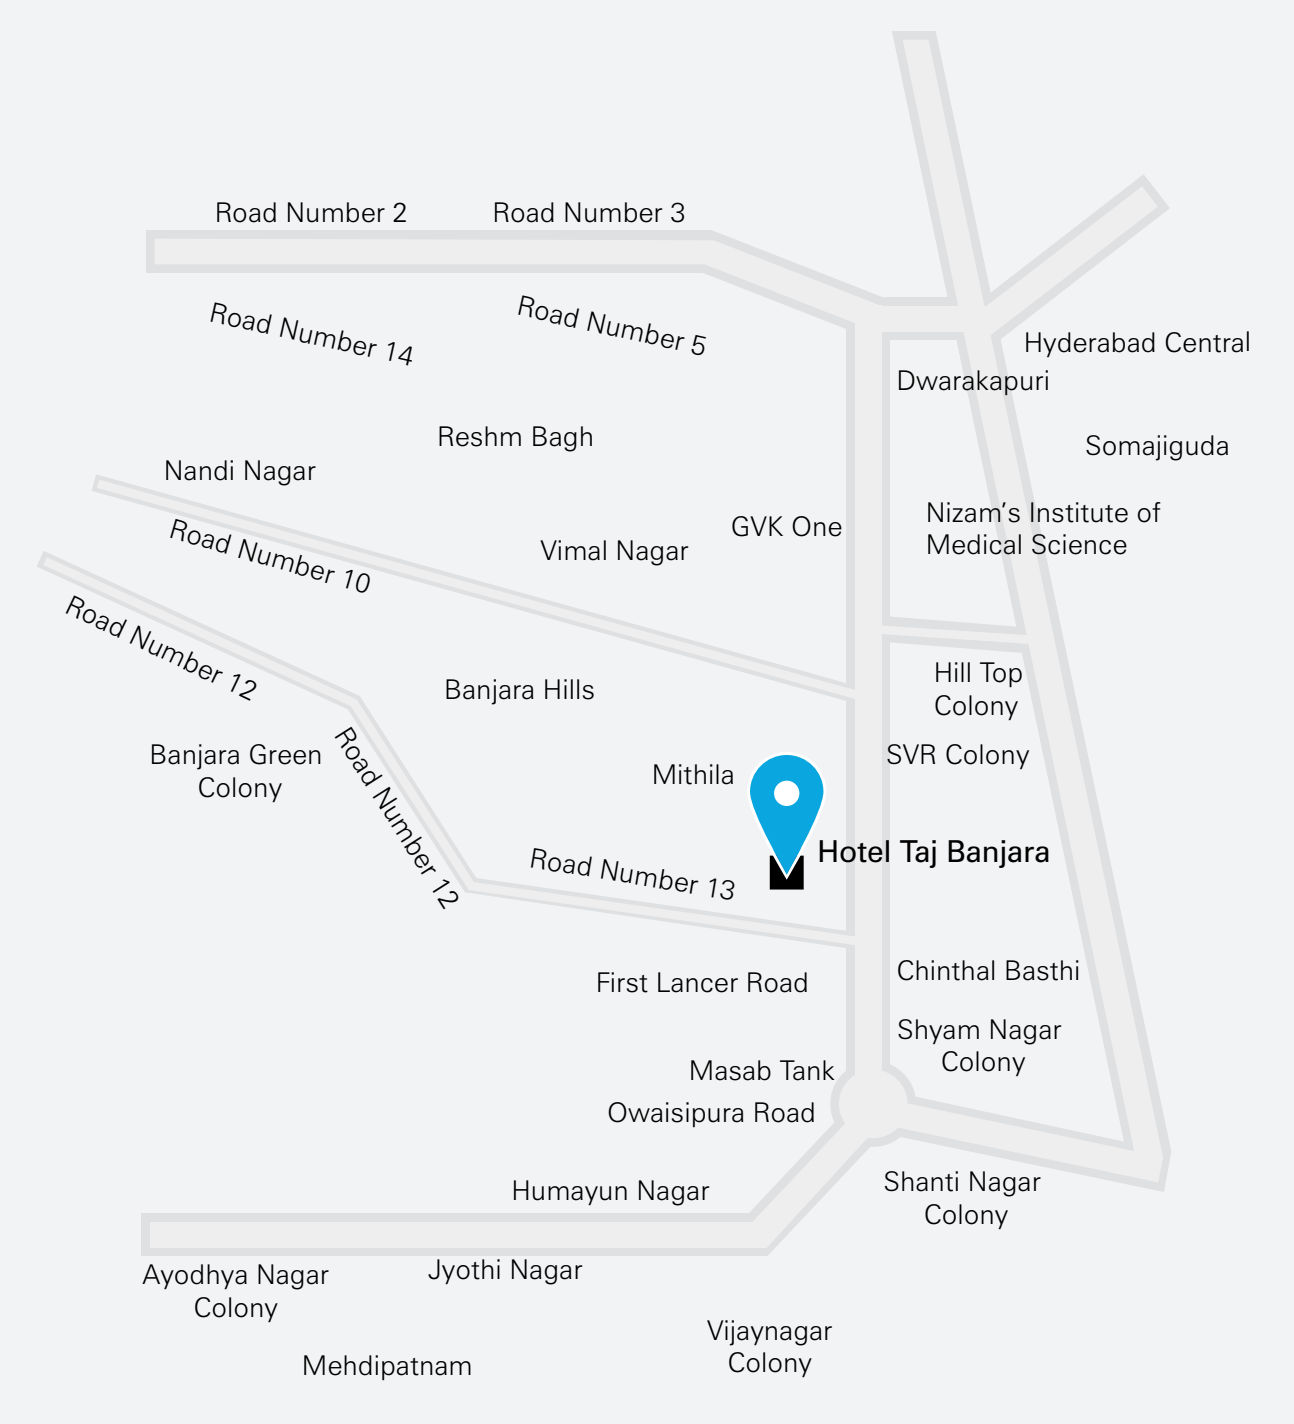 Road Number 2
Road Number 3
Road Number 14
Road Number 5
Hyderabad Central
Dwarakapuri
Reshm Bagh
Somajiguda
Nandi Nagar
Road Number 10
GVK One
Nizam’s Institute of
Medical Science
Vimal Nagar
Road Number 12
Banjara Hills
Hill Top
Colony
Banjara Green
Colony
Road Number 12
Mithila
SVR Colony
Hotel Taj Banjara
Road Number 13
First Lancer Road
Chinthal Basthi
Shyam Nagar
Colony
Masab Tank
Owaisipura Road
Humayun Nagar
Shanti Nagar
Colony
Ayodhya Nagar
Colony
Jyothi Nagar
Vijaynagar
Colony
Mehdipatnam